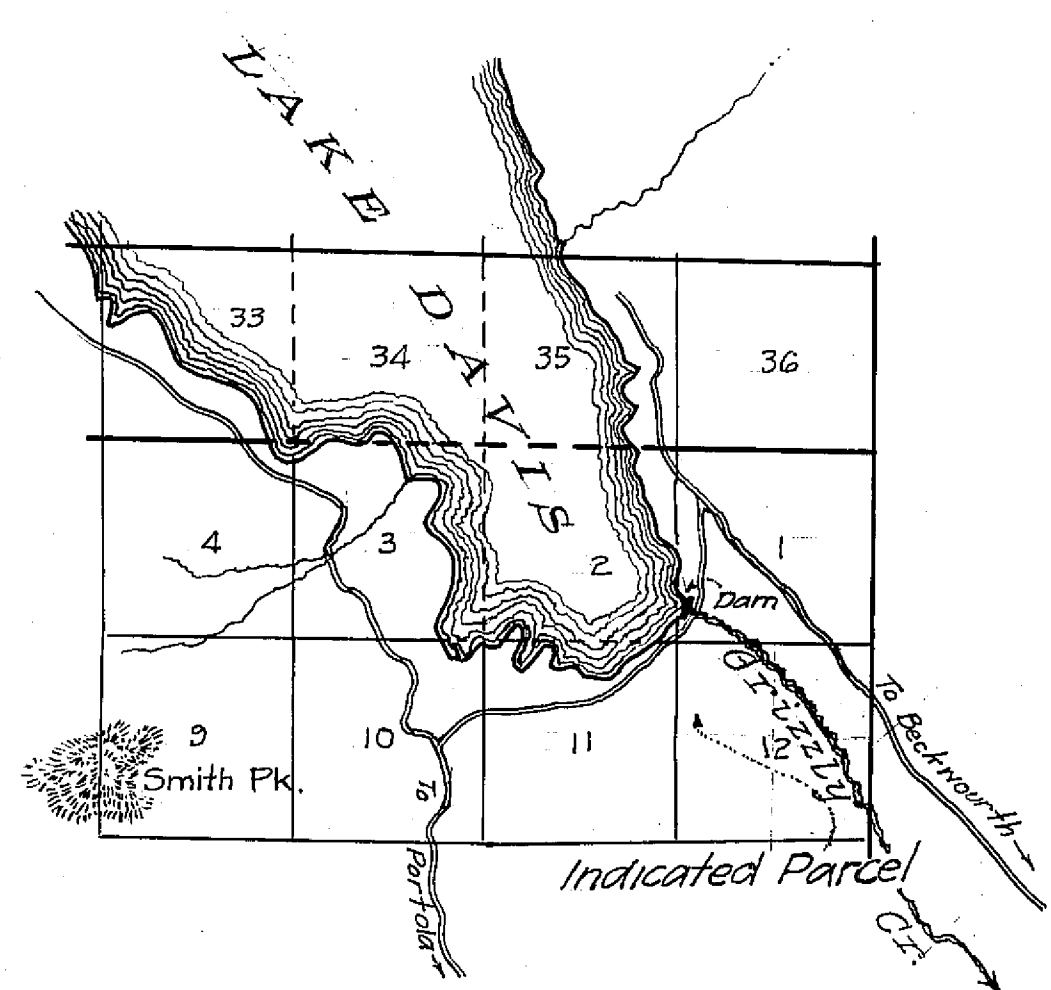 LAKE
DAVIS
33
34
35
36
4
3
2
1
Dam
Grizzly
To Beckwourth
9
Smith Pk.
10
11
12
To
Portola
Indicated Parcel
Cr.